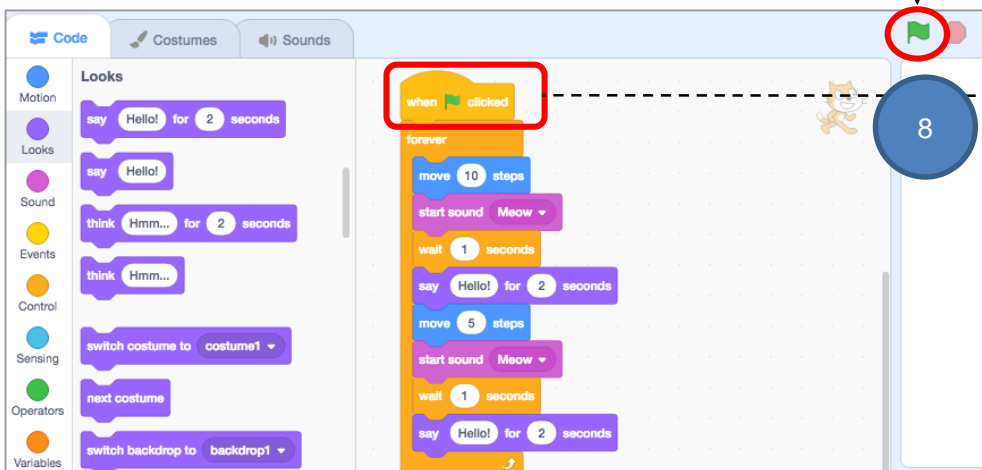 Code
Costumes
Sounds
Motion
Looks
Sound
Events
Control
Sensing
Operators
Variables
Looks
say Hello! for 2 seconds
say Hello!
think Hmm... for 2 seconds
think Hmm...
switch costume to costume1
next costume
switch backdrop to backdrop1
when clicked
forever
move 10 steps
start sound Meow
wait 1 seconds
say Hello! for 2 seconds
move 5 steps
start sound Meow
wait 1 seconds
say Hello! for 2 seconds
8